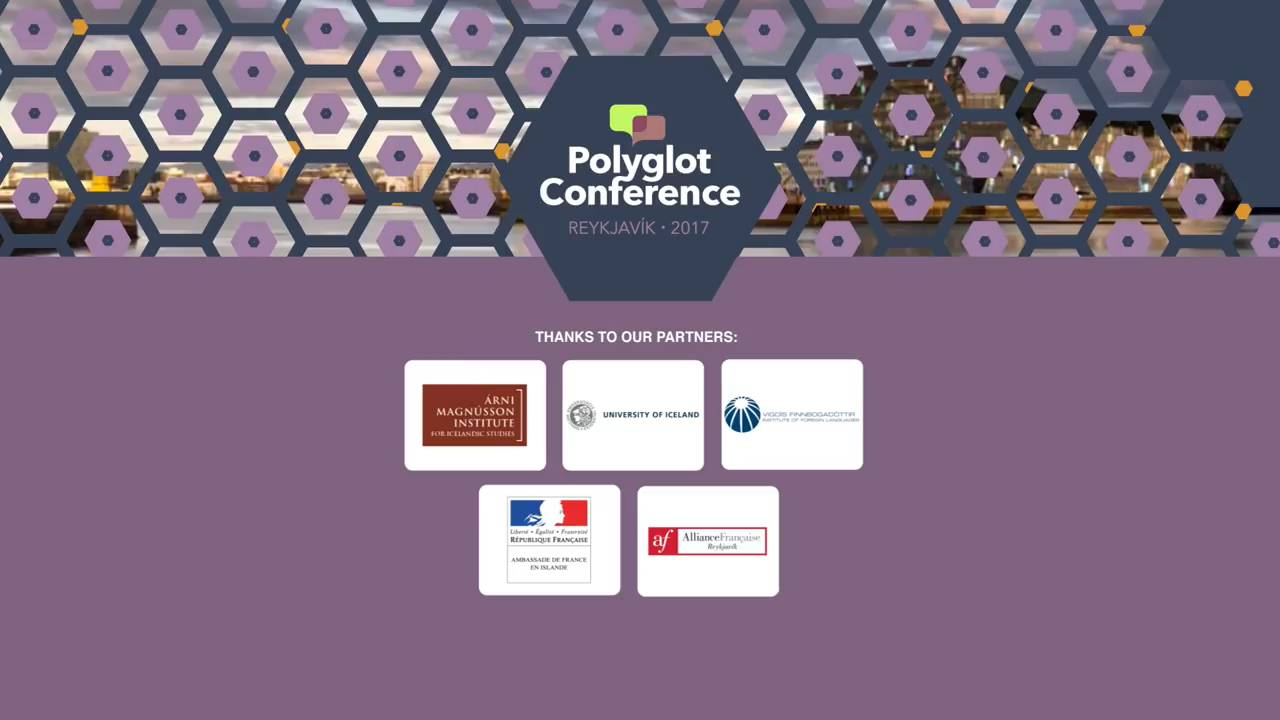 Polyglot
Conference
REYKJAVÍK · 2017
THANKS TO OUR PARTNERS:
ÁRNI
MAGNÚSSON
INSTITUTE
FOR ICELANDIC STUDIES
UNIVERSITY OF ICELAND
VIGDÍS FINNBOGADÓTTIR
INSTITUTE OF FOREIGN LANGUAGES
Liberté • Égalité • Fraternité
RÉPUBLIQUE FRANÇAISE
AMBASSADE DE FRANCE
EN ISLANDE
af
AllianceFrançaise
Reykjavík